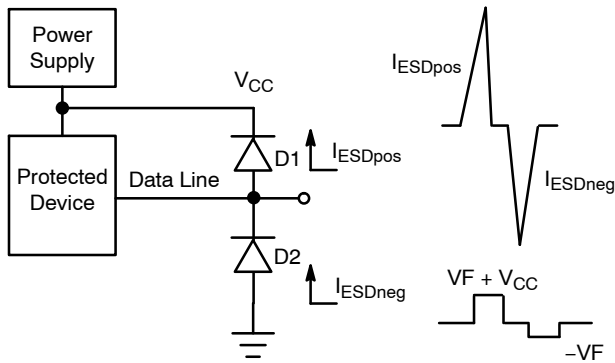 Power
Supply
V_CC
I_ESDpos
D1
I_ESDpos
Protected
Device
Data Line
I_ESDneg
D2
I_ESDneg
VF + V_CC
−VF